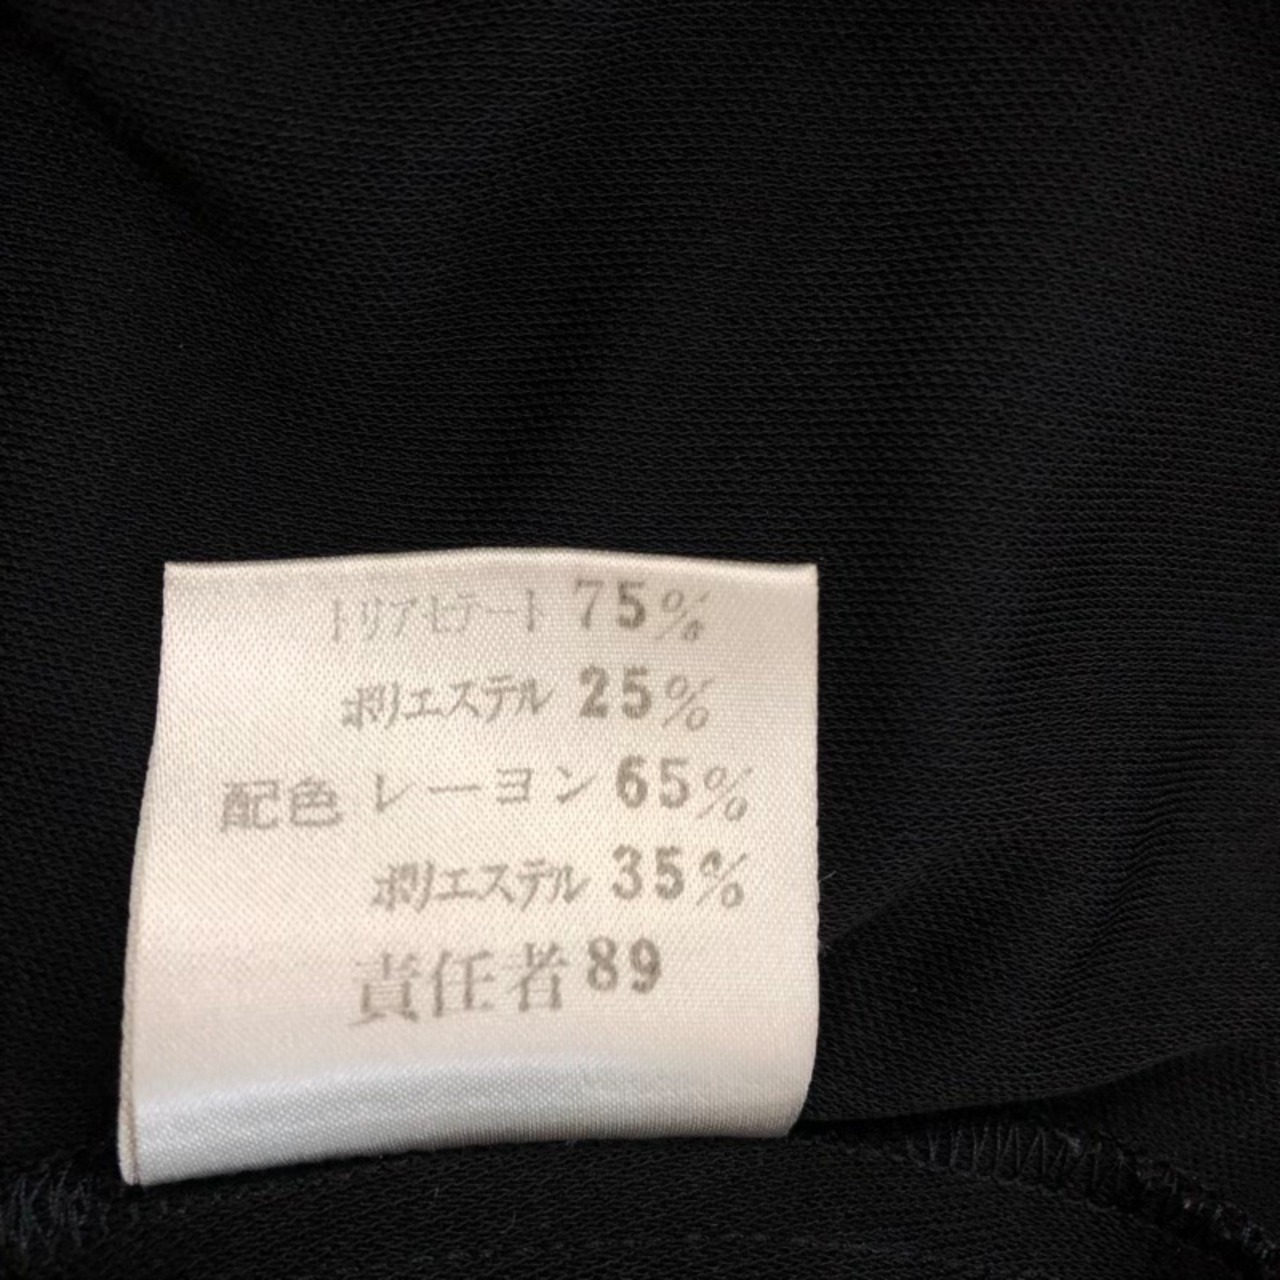 トリアセテート 75%
ポリエステル 25%
配色 レーヨン 65%
ポリエステル 35%
責任者 89